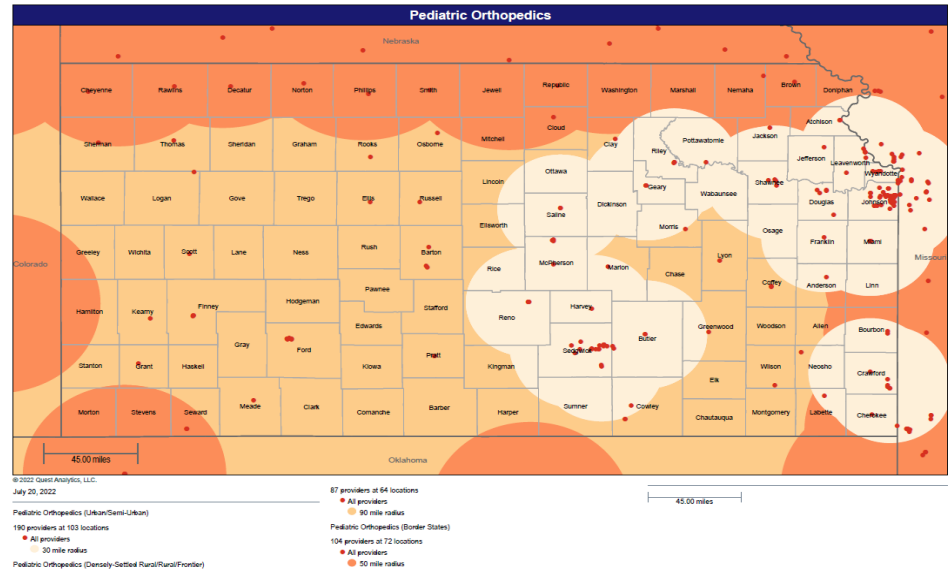 Pediatric Orthopedics
Nebraska
Cheyenne Rawlins Decatur Norton Phillips Smith Jewell Republic Washington Marshall Nemaha Brown Doniphan
Atchison
Sherman Thomas Sheridan Graham Rooks Osborne Mitchell Cloud Clay Riley Pottawatomie Jackson
Jefferson Leavenworth
Wyandotte
Wallace Logan Gove Trego Ellis Russell Lincoln Ottawa Dickinson Geary Wabaunsee Shawnee Douglas Johnson
Saline
Ellsworth Morris Osage
Greeley Wichita Scott Lane Ness Rush Barton Rice McPherson Marion Chase Lyon Franklin Miami
Colorado Missouri
Hamilton Kearny Finney Hodgeman Pawnee Stafford Reno Harvey Coffey Anderson Linn
Gray Ford Edwards Sedgwick Butler Greenwood Woodson Allen Bourbon
Stanton Grant Haskell Kiowa Pratt Kingman Elk Wilson Neosho Crawford
Morton Stevens Seward Meade Clark Comanche Barber Harper Sumner Cowley Chautauqua Montgomery Labette Cherokee
45.00 miles
Oklahoma
© 2022 Quest Analytics, LLC.
July 20, 2022
Pediatric Orthopedics (Urban/Semi-Urban)
190 providers at 103 locations
All providers
30 mile radius
Pediatric Orthopedics (Densely-Settled Rural/Rural/Frontier)
87 providers at 64 locations
All providers
90 mile radius
Pediatric Orthopedics (Border States)
104 providers at 72 locations
All providers
50 mile radius
45.00 miles